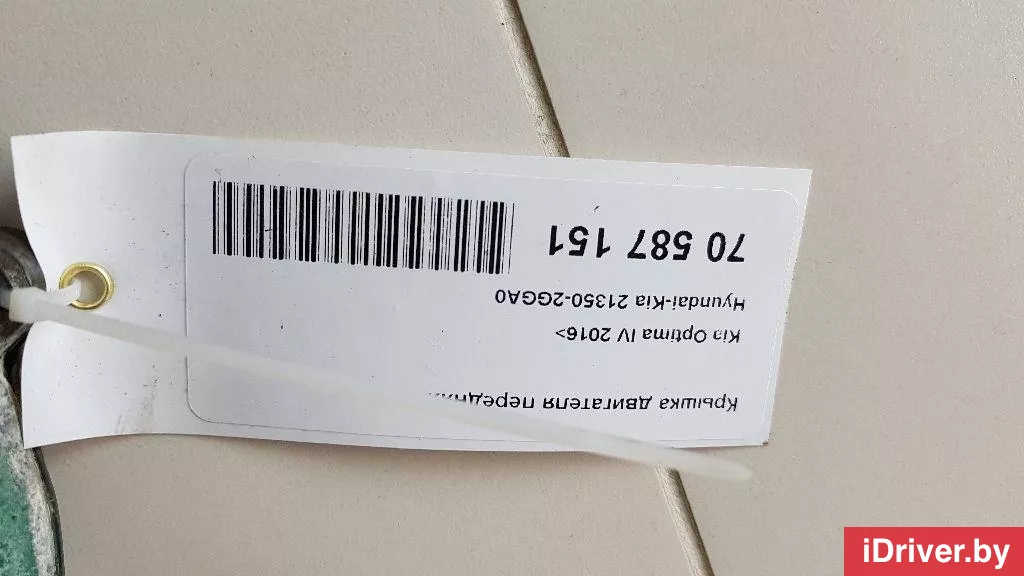 Крышка двигателя передняя
Kia Optima IV 2016>
Hyundai-Kia 21350-2GGA0
70 587 151
iDriver.by